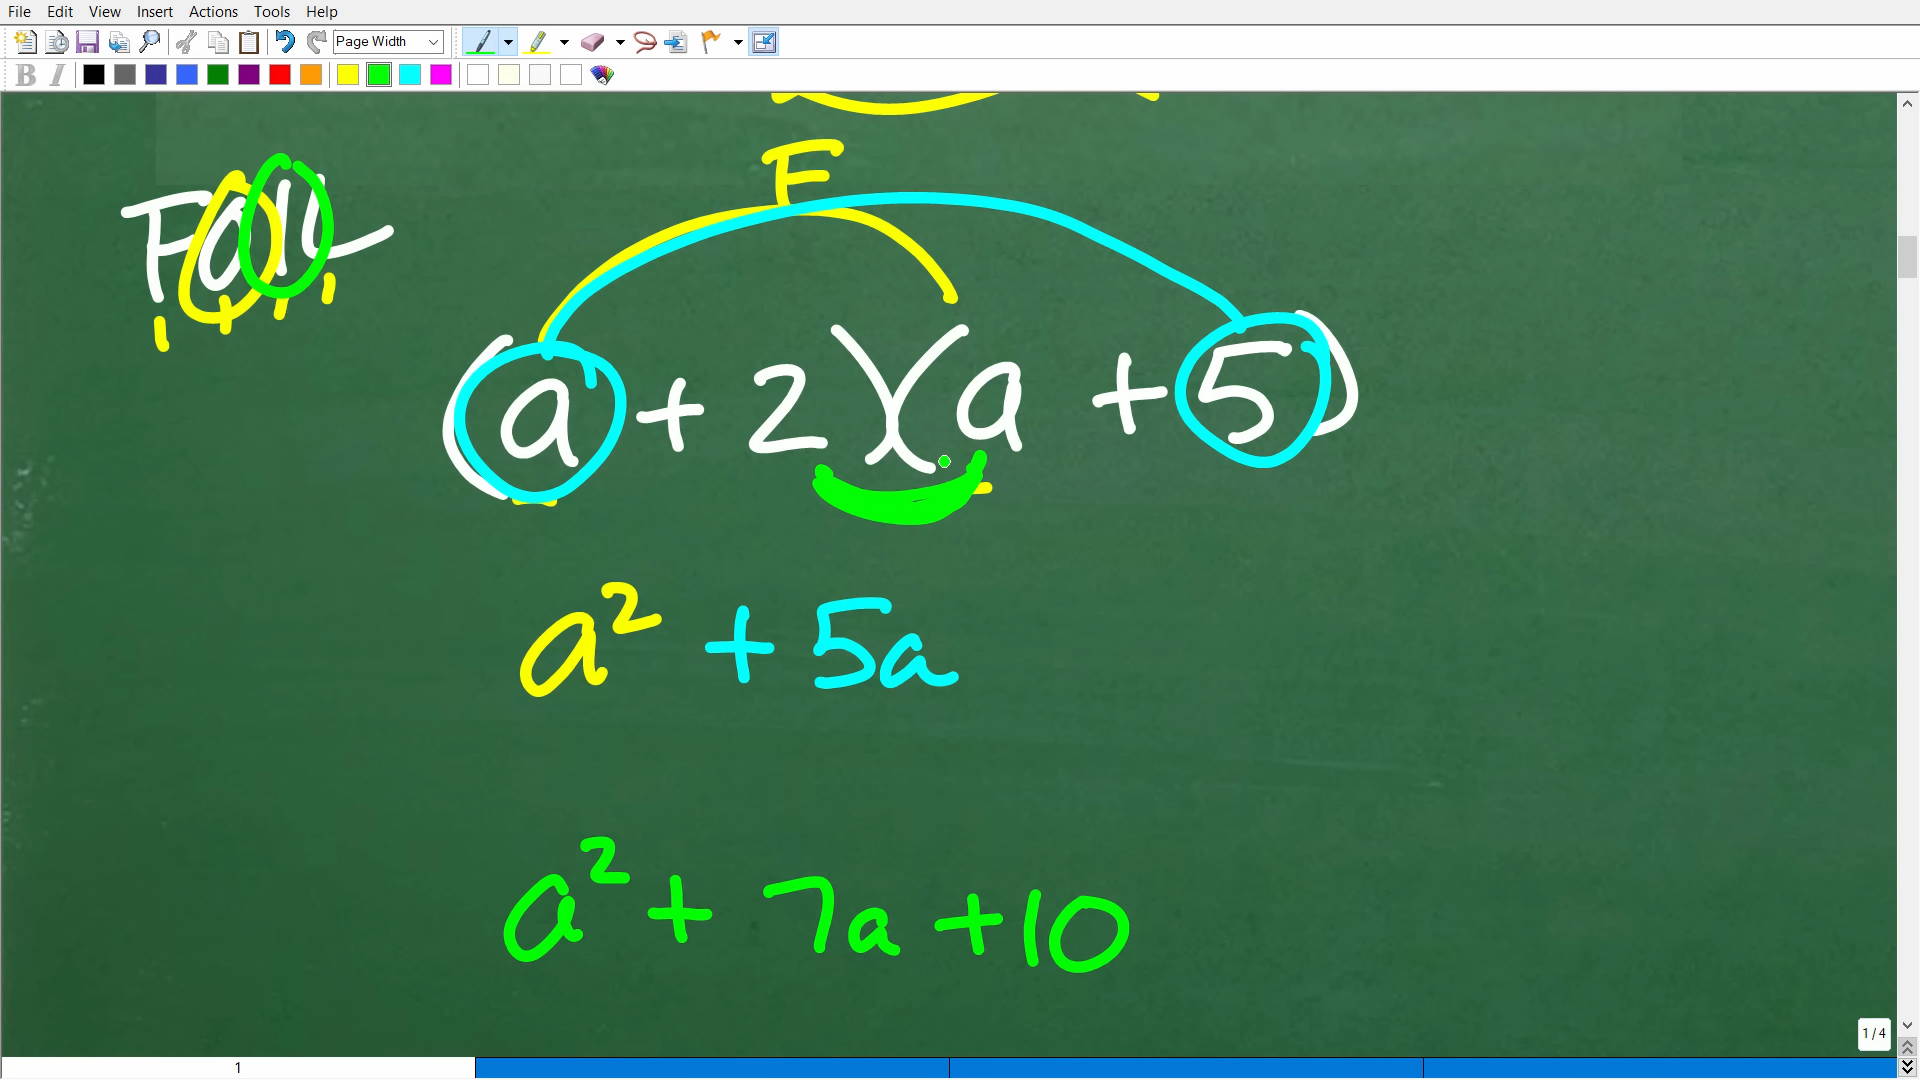 File Edit View Insert Actions Tools Help
Page Width
B I
F
FOIL
(a + 2)(a + 5)
a² + 5a
a² + 7a + 10
1 / 4
1